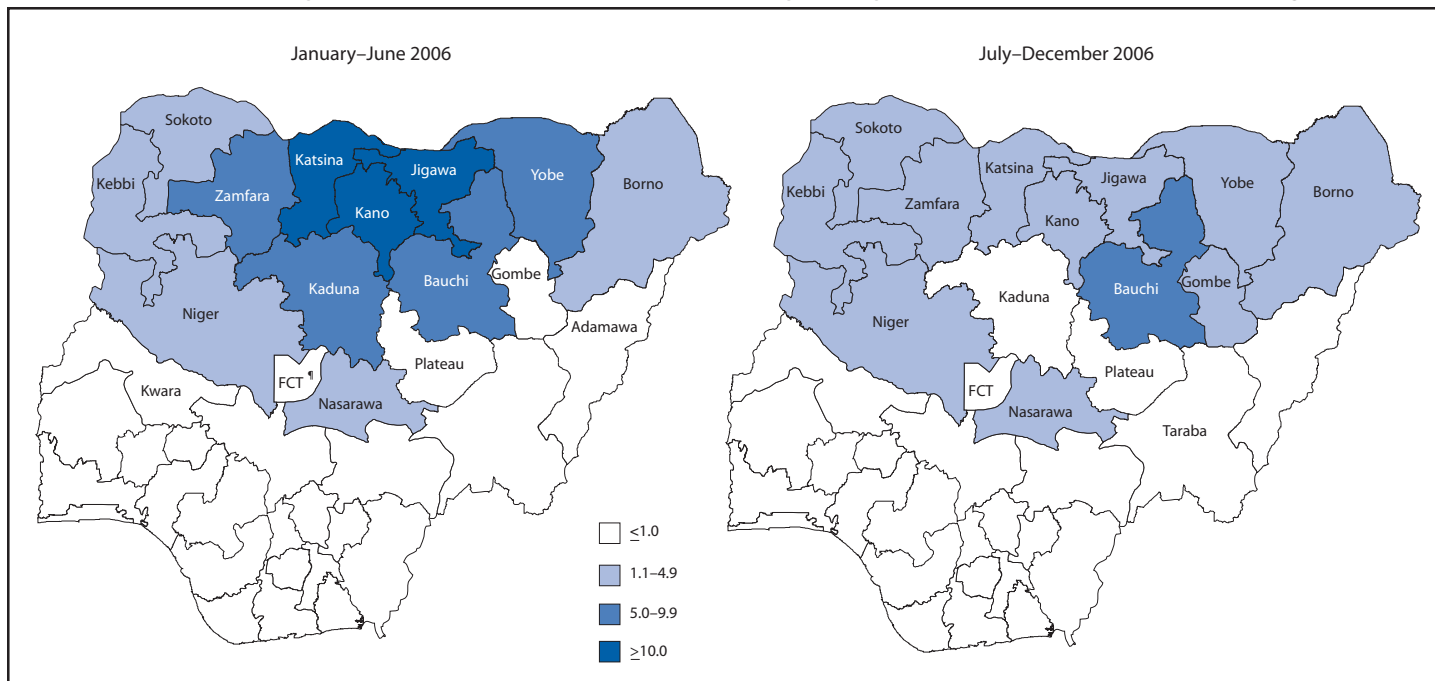 January–June 2006
Sokoto
Katsina
Jigawa
Yobe
Kebbi
Zamfara
Borno
Kano
Gombe
Bauchi
Kaduna
Niger
Adamawa
Plateau
FCT ¶
Kwara
Nasarawa
≤1.0
1.1–4.9
5.0–9.9
≥10.0
July–December 2006
Sokoto
Katsina
Jigawa
Yobe
Kebbi
Zamfara
Borno
Kano
Gombe
Bauchi
Kaduna
Niger
Plateau
FCT
Nasarawa
Taraba